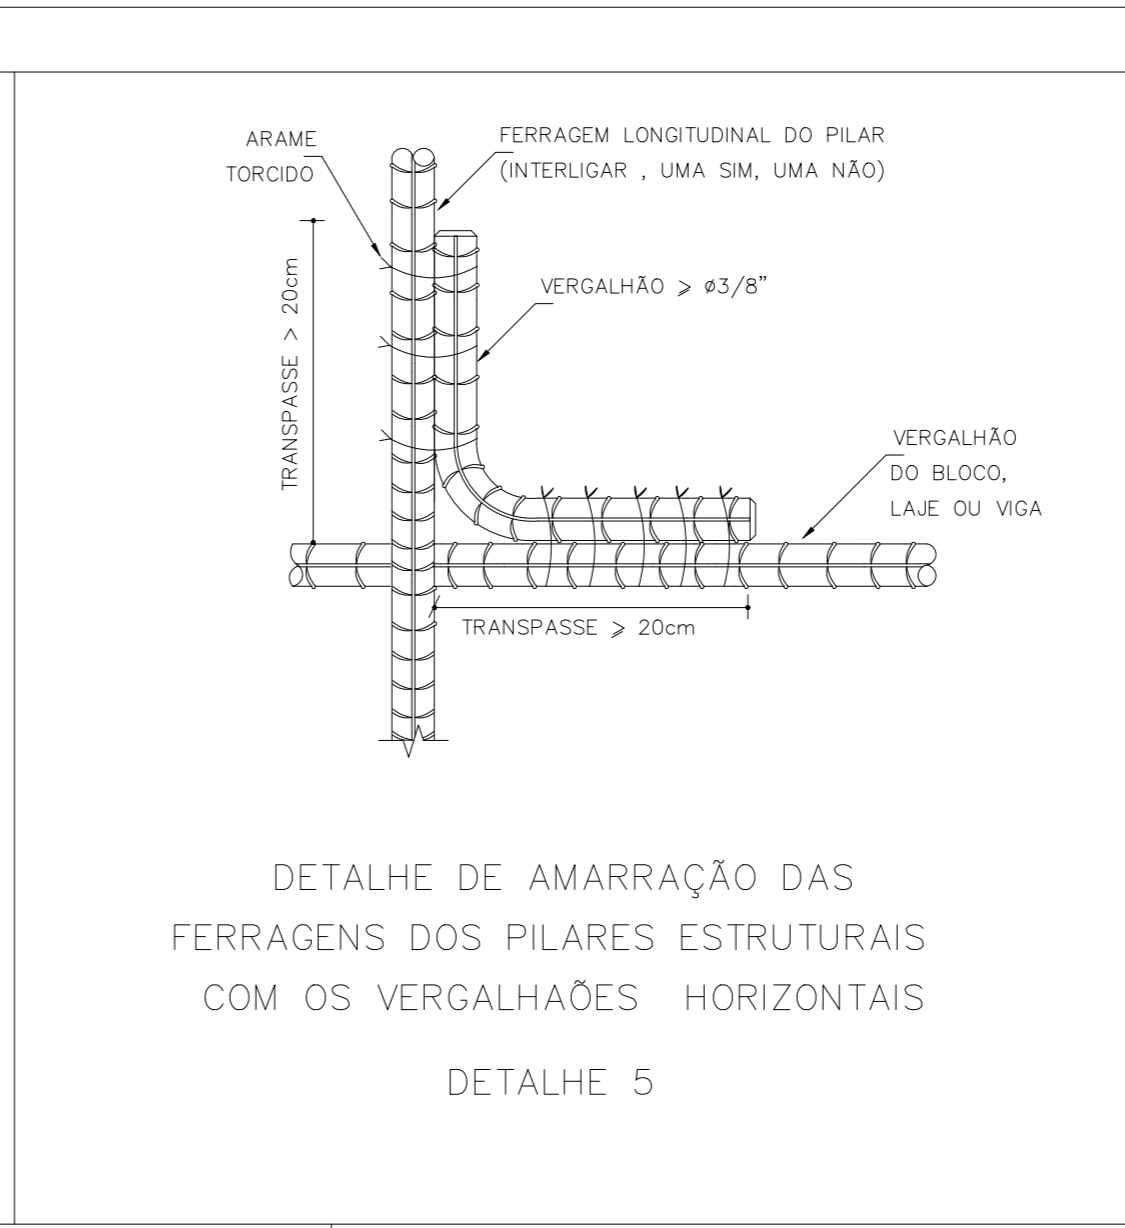 ARAME
TORCIDO
FERRAGEM LONGITUDINAL DO PILAR
(INTERLIGAR , UMA SIM, UMA NÃO)
TRANSPASSE > 20cm
VERGALHÃO ⩾ ø3/8"
VERGALHÃO
DO BLOCO,
LAJE OU VIGA
TRANSPASSE ⩾ 20cm
DETALHE DE AMARRAÇÃO DAS
FERRAGENS DOS PILARES ESTRUTURAIS
COM OS VERGALHAÕES HORIZONTAIS
DETALHE 5